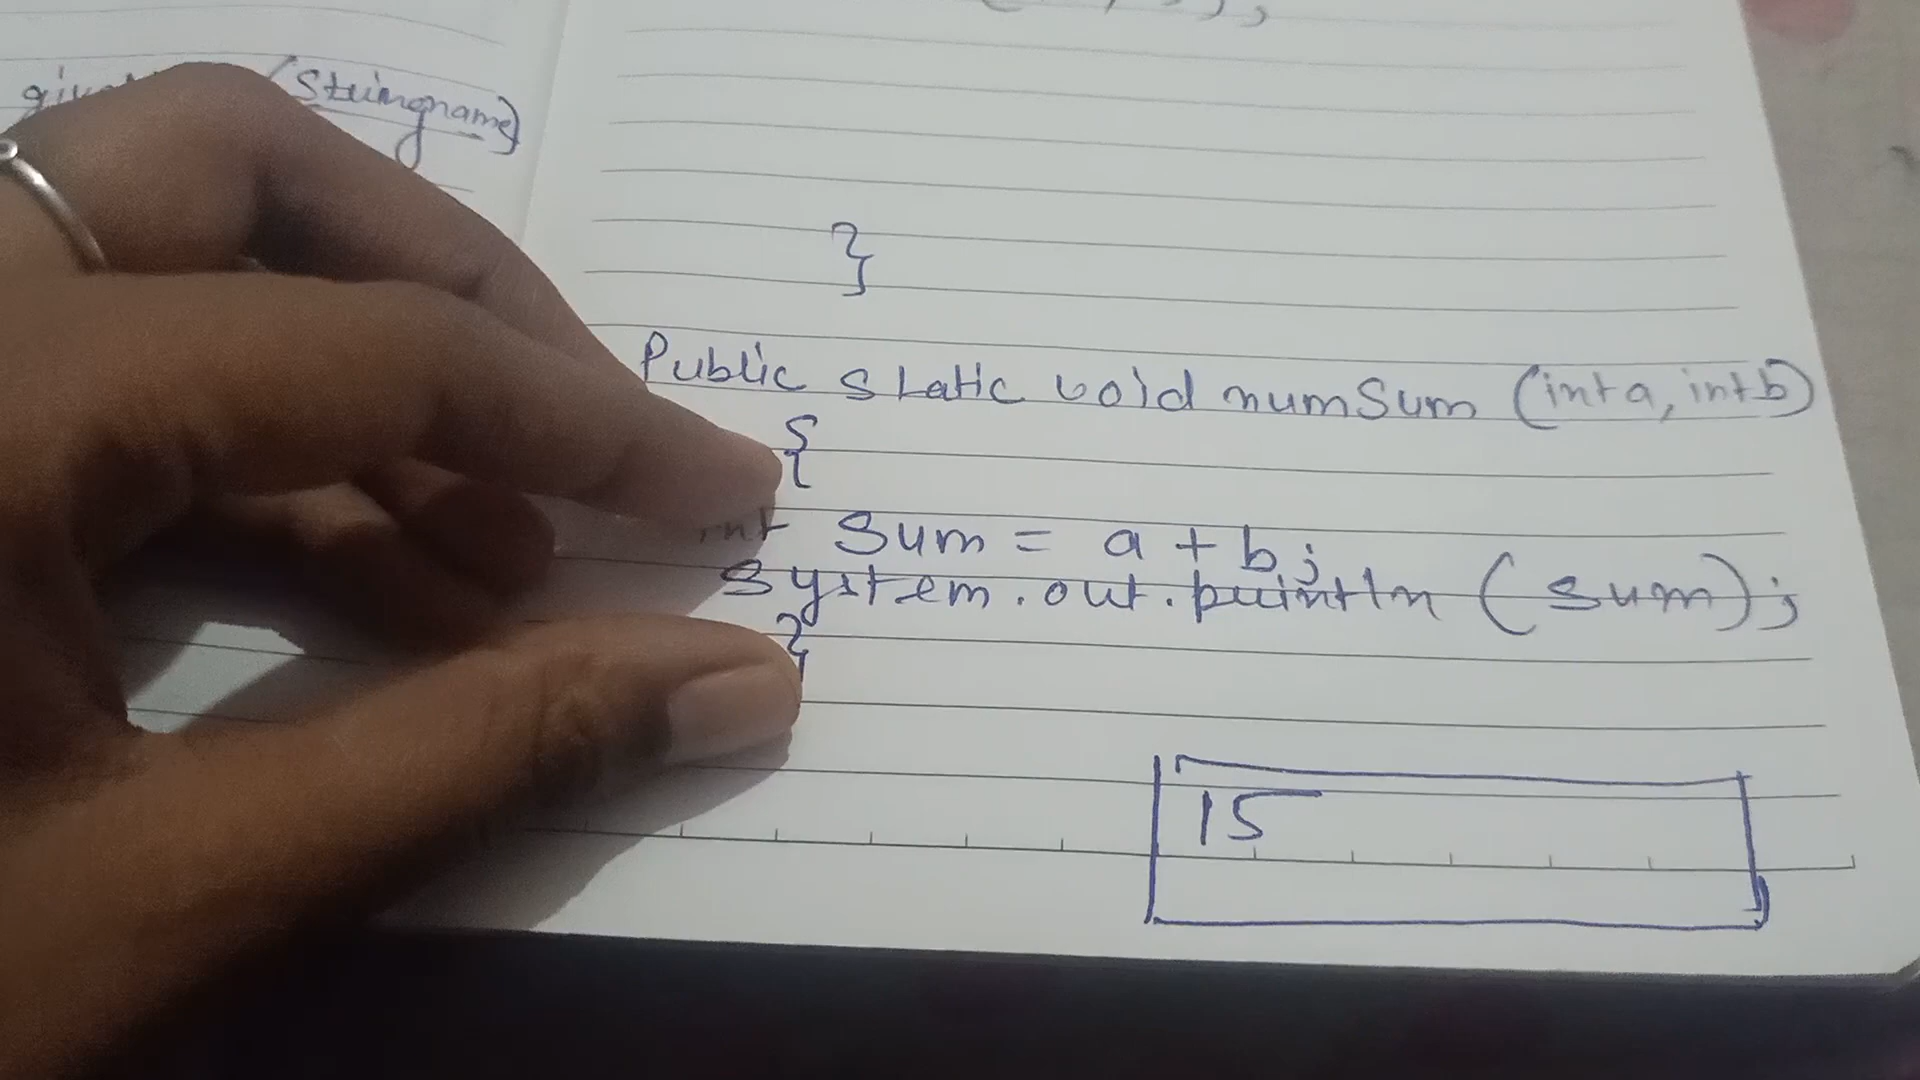 (Stringname)
}
Public static void numSum (int a, int b)
{
int sum = a + b;
System.out.println (sum);
}
15